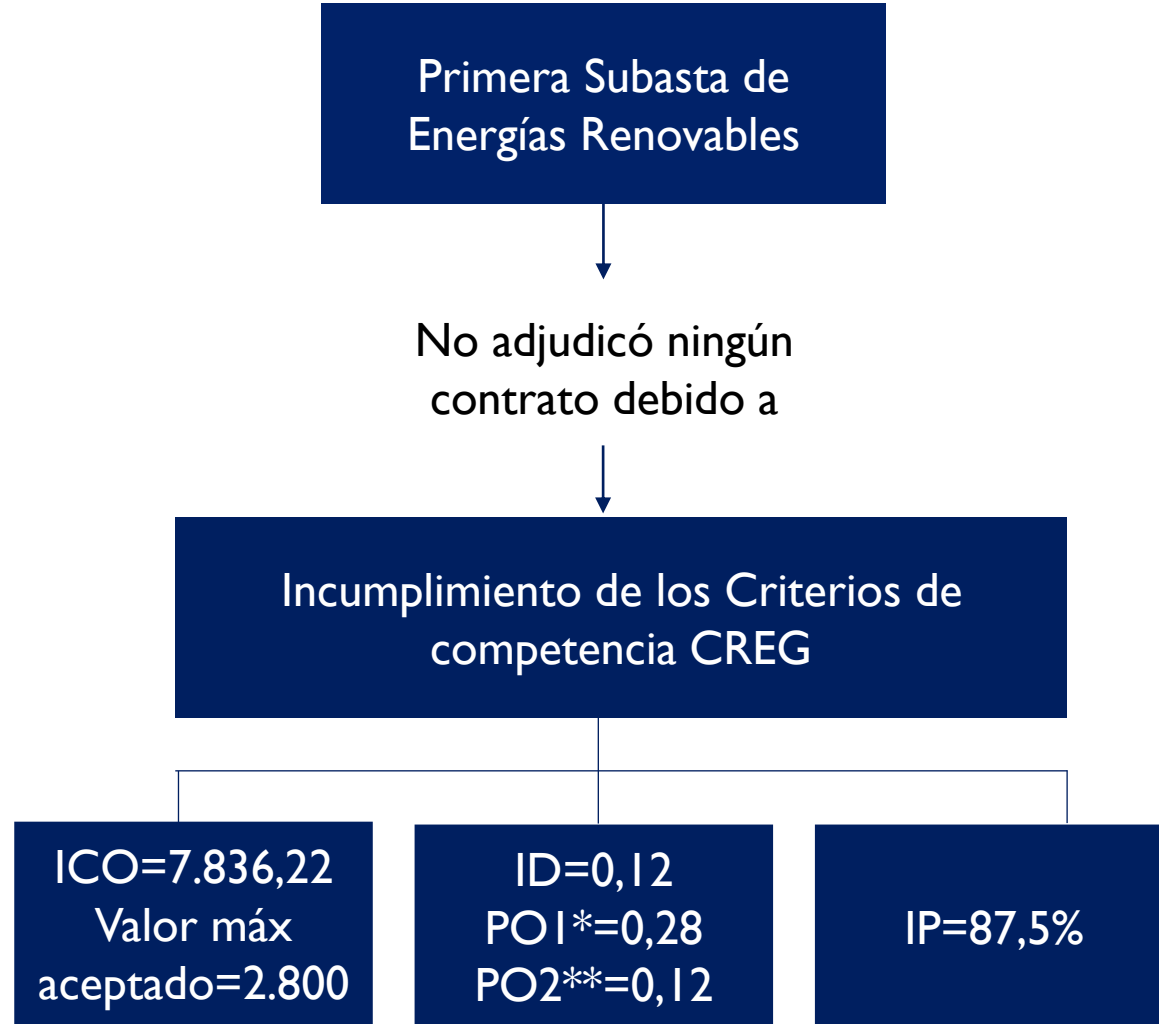 Primera Subasta de
Energías Renovables
No adjudicó ningún
contrato debido a
Incumplimiento de los Criterios de
competencia CREG
ICO=7.836,22
Valor máx
aceptado=2.800
ID=0,12
PO1*=0,28
PO2**=0,12
IP=87,5%